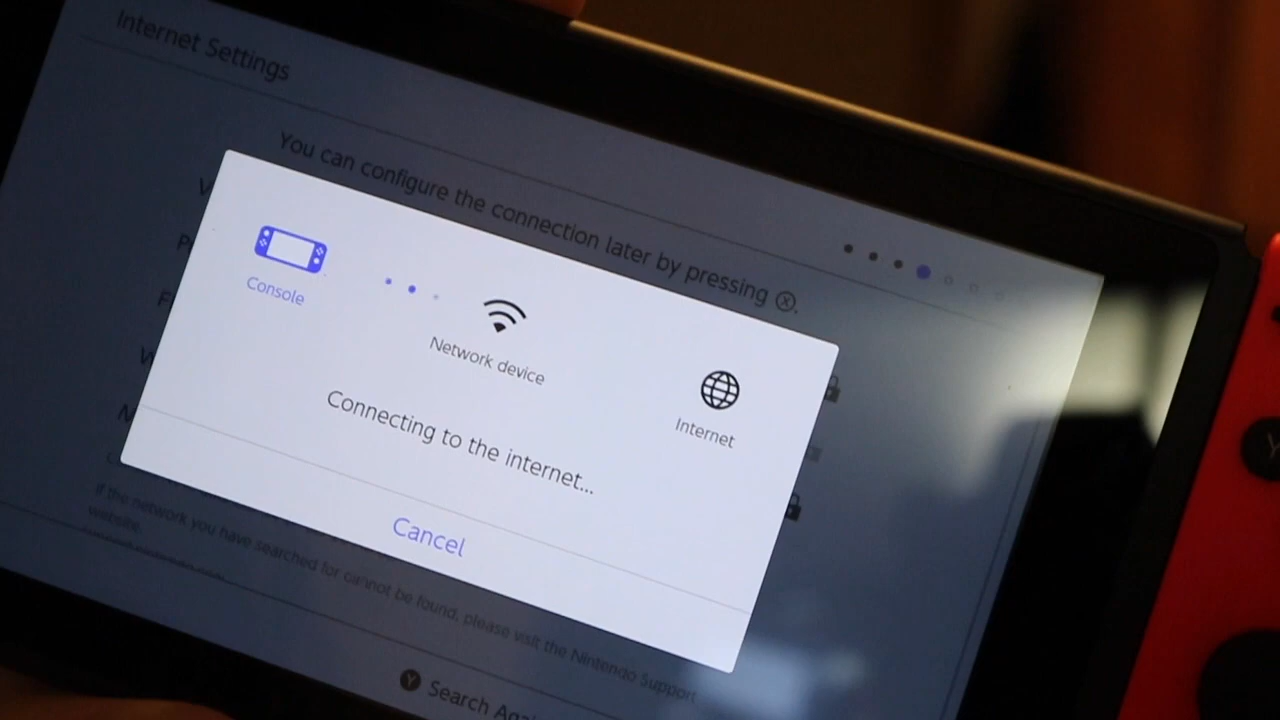 Internet Settings
You can configure the connection later by pressing Ⓧ.
Console
Network device
Internet
Connecting to the internet...
Cancel
If the network you have searched for cannot be found, please visit the Nintendo Support
website.
Ⓨ Search
Y